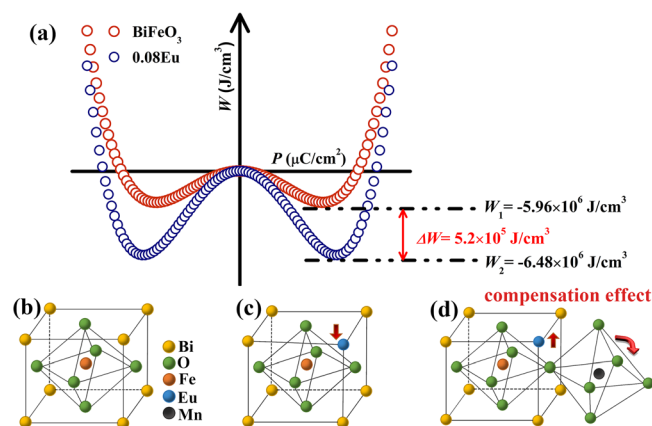 (a)
BiFeO₃
0.08Eu
W (J/cm³)
P (μC/cm²)
W₁= -5.96×10⁶ J/cm³
ΔW= 5.2×10⁵ J/cm³
W₂= -6.48×10⁶ J/cm³
compensation effect
(b)
(c)
(d)
Bi
O
Fe
Eu
Mn